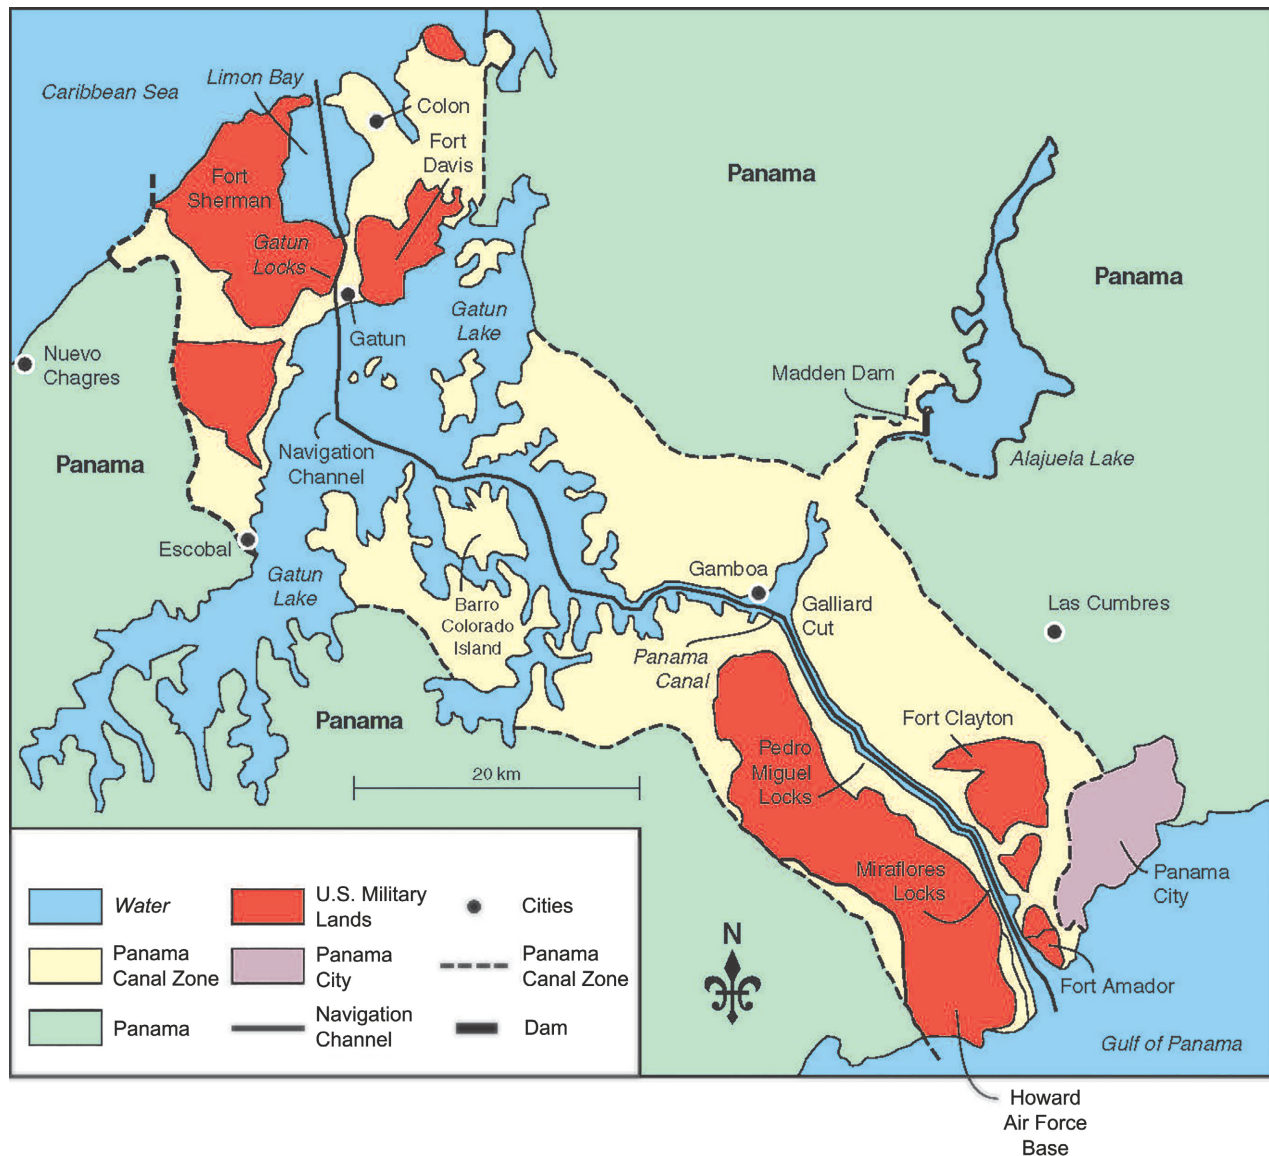 Caribbean Sea
Limon Bay
Colon
Fort
Davis
Fort
Sherman
Gatun
Locks
Panama
Panama
Gatun
Lake
Gatun
Nuevo
Chagres
Madden Dam
Alajuela Lake
Panama
Navigation
Channel
Escobal
Gatun
Lake
Barro
Colorado
Island
Gamboa
Galliard
Cut
Las Cumbres
Panama
Canal
Panama
Fort Clayton
Pedro
Miguel
Locks
20 km
Miraflores
Locks
Panama
City
Fort Amador
Gulf of Panama
Howard
Air Force
Base
N
Water
U.S. Military
Lands
Cities
Panama
Canal Zone
Panama
City
Panama
Canal Zone
Panama
Navigation
Channel
Dam